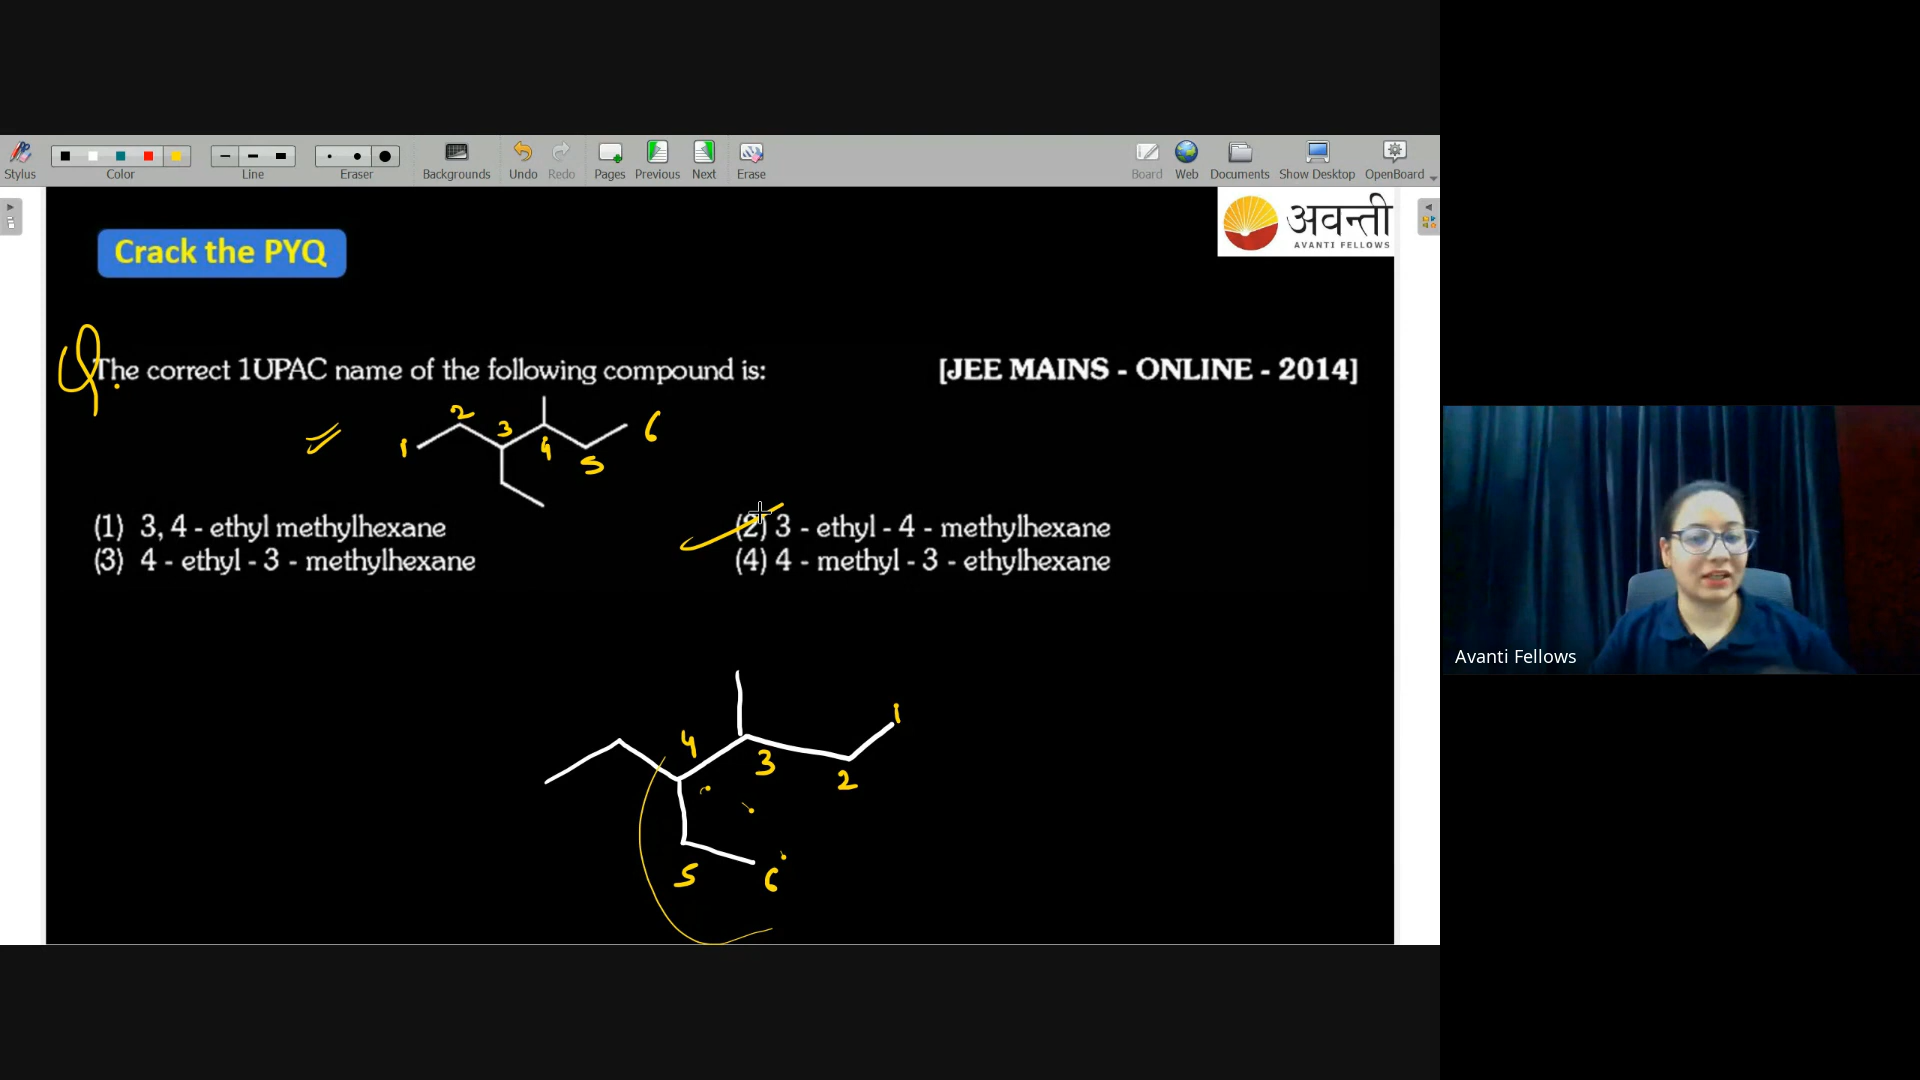 Stylus Color Line Eraser Backgrounds Undo Redo Pages Previous Next Erase Board Web Documents Show Desktop OpenBoard
अवन्ती
AVANTI FELLOWS
Crack the PYQ
Q.
The correct 1UPAC name of the following compound is: [JEE MAINS - ONLINE - 2014]
1 2 3 4 5 6
(1) 3, 4 - ethyl methylhexane (2) 3 - ethyl - 4 - methylhexane
(3) 4 - ethyl - 3 - methylhexane (4) 4 - methyl - 3 - ethylhexane
1
4 3 2
5 6
Avanti Fellows